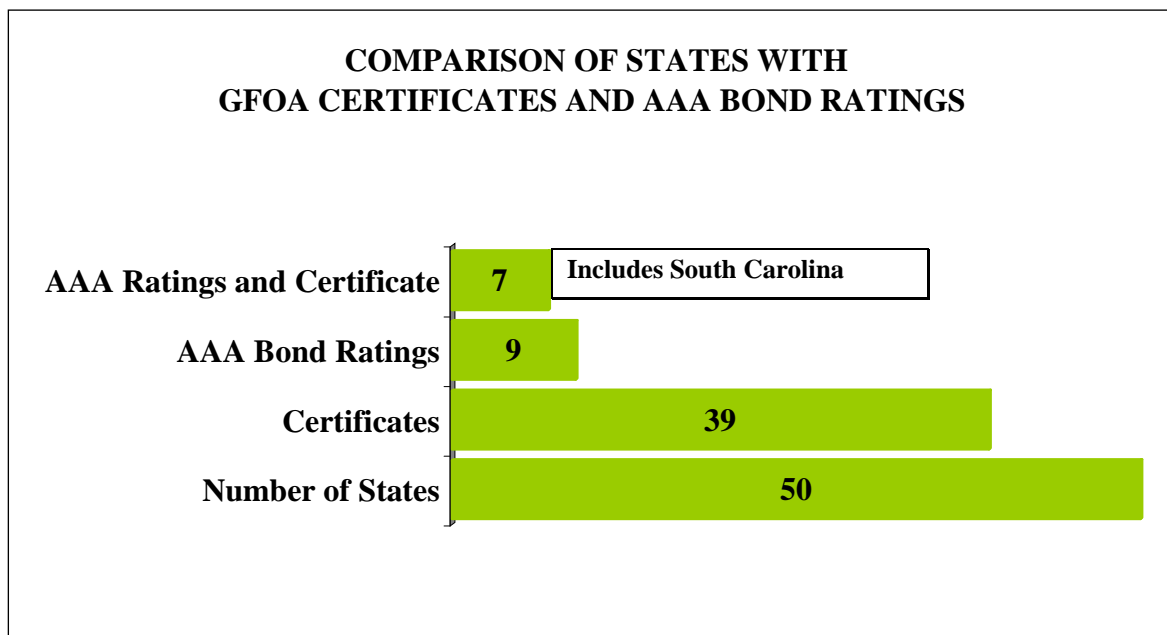 COMPARISON OF STATES WITH
GFOA CERTIFICATES AND AAA BOND RATINGS
AAA Ratings and Certificate
7
Includes South Carolina
AAA Bond Ratings
9
Certificates
39
Number of States
50